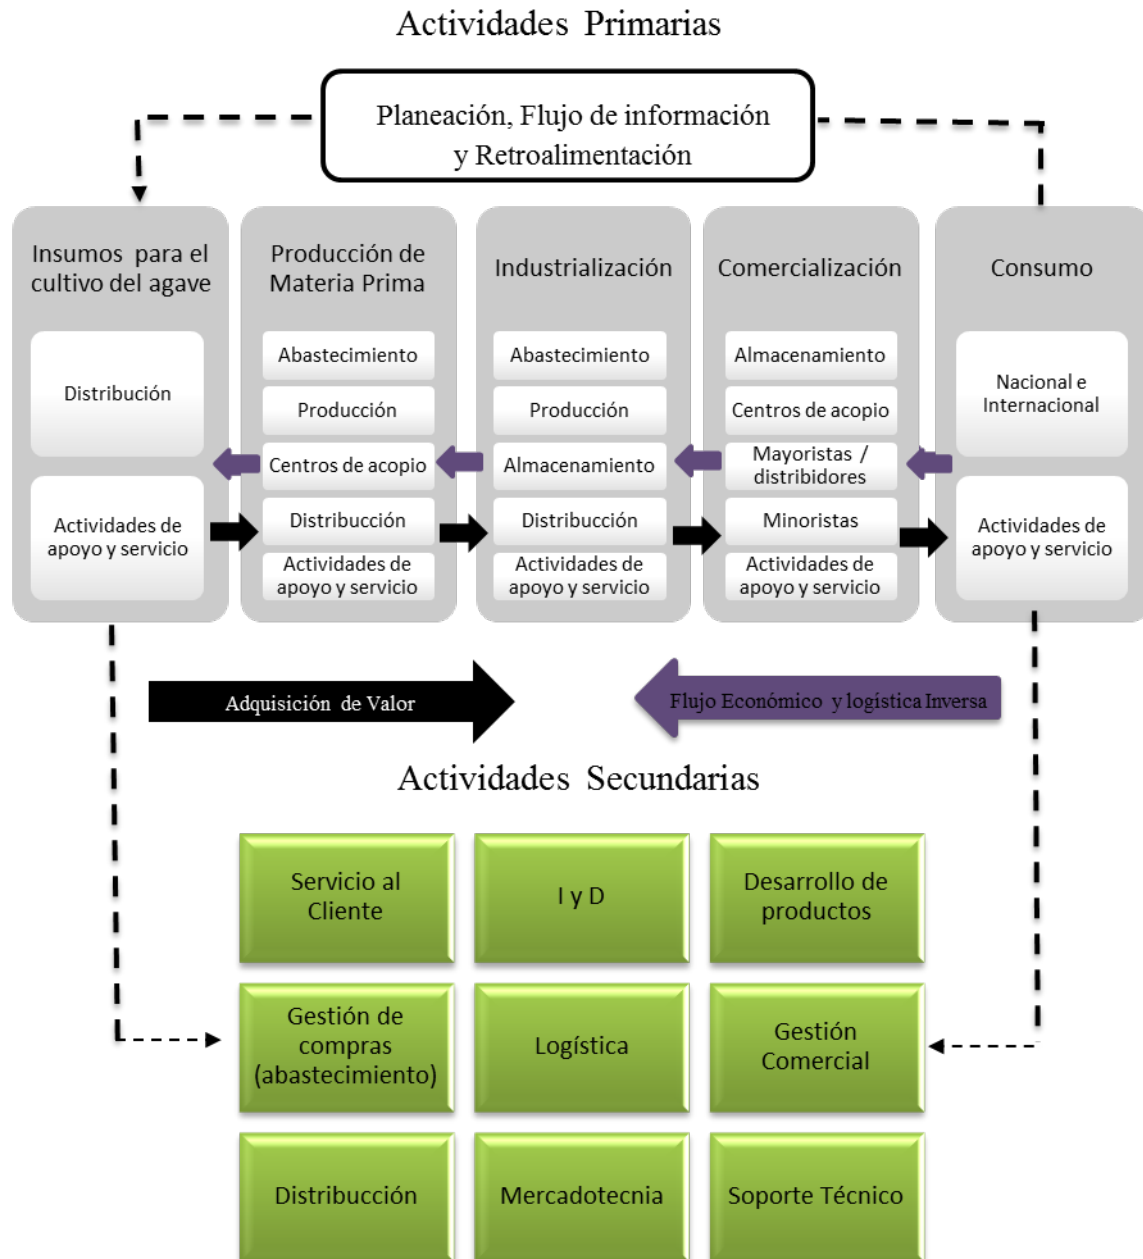 Actividades Primarias
Planeación, Flujo de información
y Retroalimentación
Insumos para el
cultivo del agave
Distribución
Actividades de
apoyo y servicio
Producción de
Materia Prima
Abastecimiento
Producción
Centros de acopio
Distribucción
Actividades de
apoyo y servicio
Industrialización
Abastecimiento
Producción
Almacenamiento
Distribucción
Actividades de
apoyo y servicio
Comercialización
Almacenamiento
Centros de acopio
Mayoristas /
distribidores
Minoristas
Actividades de
apoyo y servicio
Consumo
Nacional e
Internacional
Actividades de
apoyo y servicio
Adquisición de Valor
Flujo Económico y logística Inversa
Actividades Secundarias
Servicio al
Cliente
I y D
Desarrollo de
productos
Gestión de
compras
(abastecimiento)
Logística
Gestión
Comercial
Distribucción
Mercadotecnia
Soporte Técnico